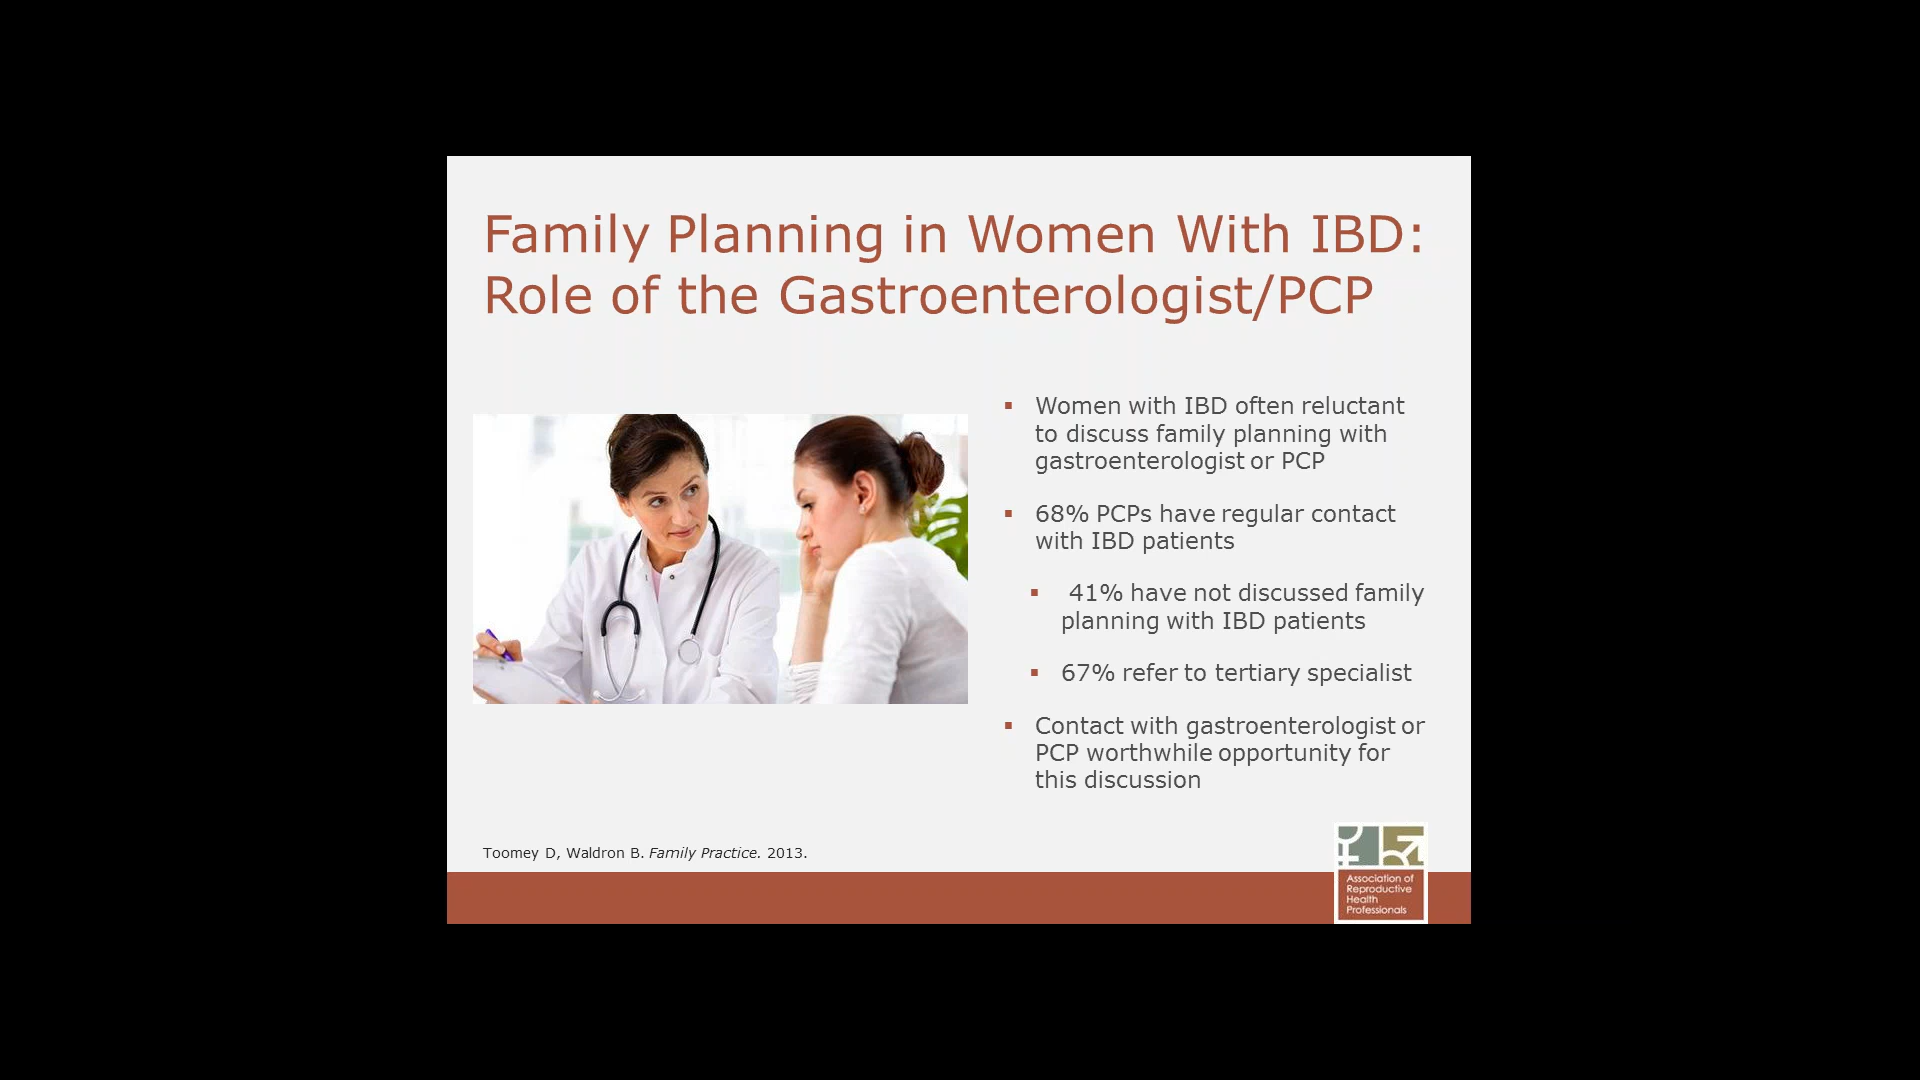 Family Planning in Women With IBD:
Role of the Gastroenterologist/PCP
Women with IBD often reluctant
to discuss family planning with
gastroenterologist or PCP
68% PCPs have regular contact
with IBD patients
41% have not discussed family
planning with IBD patients
67% refer to tertiary specialist
Contact with gastroenterologist or
PCP worthwhile opportunity for
this discussion
Toomey D, Waldron B. Family Practice. 2013.
Association of
Reproductive
Health
Professionals